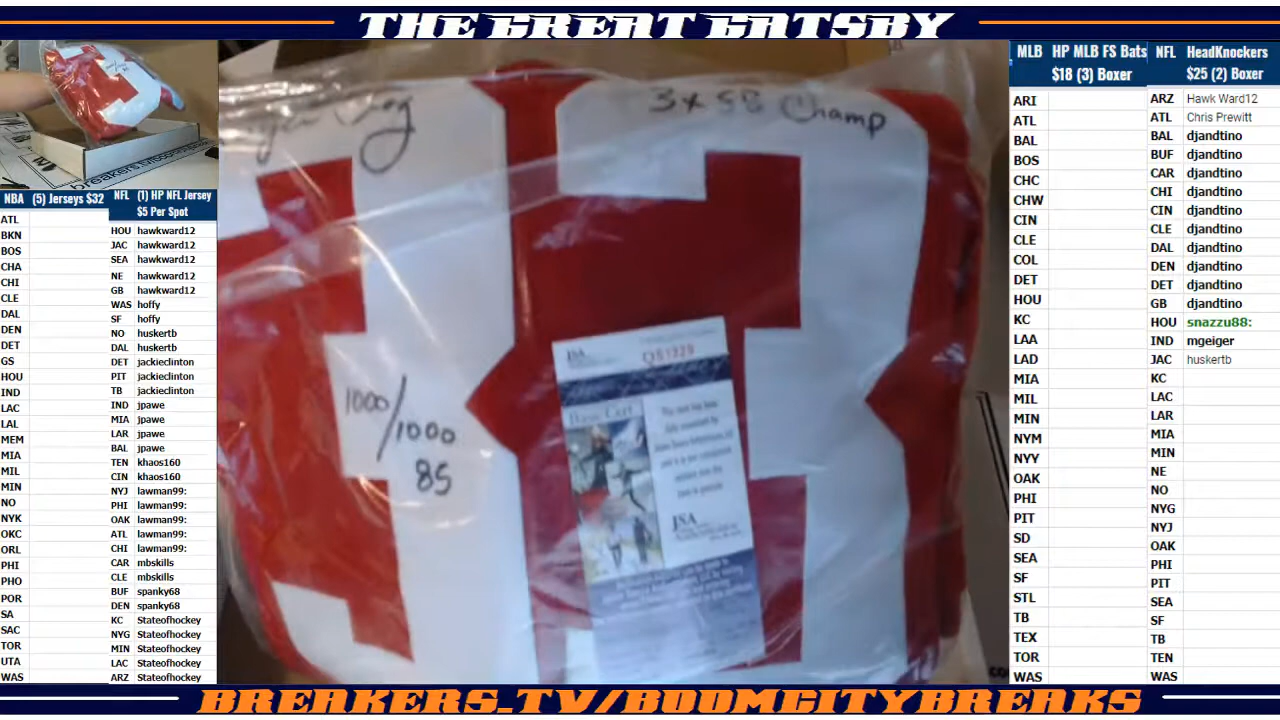 THE GREAT GATSBY
NBA (5) Jerseys $32
ATL
BKN
BOS
CHA
CHI
CLE
DAL
DEN
DET
GS
HOU
IND
LAC
LAL
MEM
MIA
MIL
MIN
NO
NYK
OKC
ORL
PHI
PHO
POR
SA
SAC
TOR
UTA
WAS
NFL (1) HP NFL Jersey
$5 Per Spot
HOU hawkward12
JAC hawkward12
SEA hawkward12
NE hawkward12
GB hawkward12
WAS hoffy
SF hoffy
NO huskertb
DAL huskertb
DET jackieclinton
PIT jackieclinton
TB jackieclinton
IND jpawe
MIA jpawe
LAR jpawe
BAL jpawe
TEN khaos160
CIN khaos160
NYJ lawman99:
PHI lawman99:
OAK lawman99:
ATL lawman99:
CHI lawman99:
CAR mbskills
CLE mbskills
BUF spanky68
DEN spanky68
KC Stateofhockey
NYG Stateofhockey
MIN Stateofhockey
LAC Stateofhockey
ARZ Stateofhockey
3x SB Champ
1000/1000
85
JSA
JSA
MLB HP MLB FS Bats
$18 (3) Boxer
ARI
ATL
BAL
BOS
CHC
CHW
CIN
CLE
COL
DET
HOU
KC
LAA
LAD
MIA
MIL
MIN
NYM
NYY
OAK
PHI
PIT
SD
SEA
SF
STL
TB
TEX
TOR
WAS
NFL HeadKnockers
$25 (2) Boxer
ARZ Hawk Ward12
ATL Chris Prewitt
BAL djandtino
BUF djandtino
CAR djandtino
CHI djandtino
CIN djandtino
CLE djandtino
DAL djandtino
DEN djandtino
DET djandtino
GB djandtino
HOU snazzu88:
IND mgeiger
JAC huskertb
KC
LAC
LAR
MIA
MIN
NE
NO
NYG
NYJ
OAK
PHI
PIT
SEA
SF
TB
TEN
WAS
BREAKERS.TV/BOOMCITYBREAKS